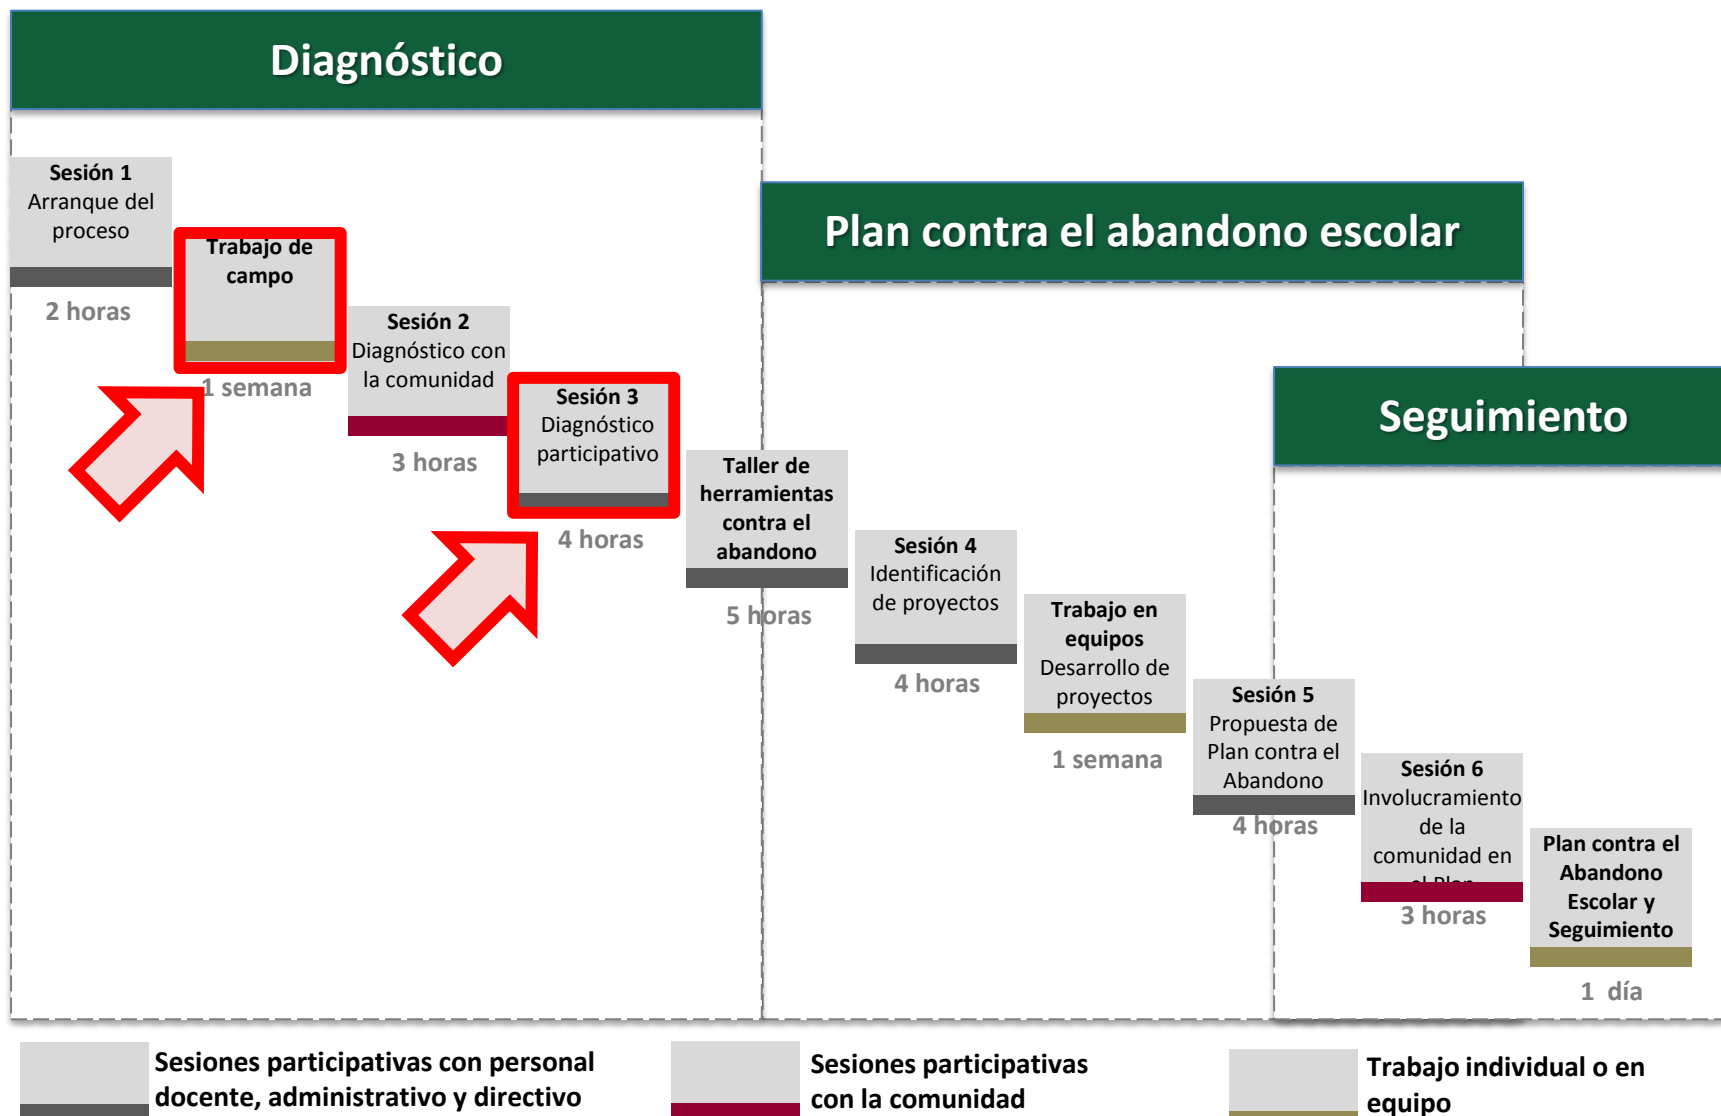 Diagnóstico
Sesión 1
Arranque del
proceso
2 horas
Trabajo de
campo
1 semana
Sesión 2
Diagnóstico con
la comunidad
3 horas
Sesión 3
Diagnóstico
participativo
4 horas
Plan contra el abandono escolar
Taller de
herramientas
contra el
abandono
5 horas
Sesión 4
Identificación
de proyectos
4 horas
Trabajo en
equipos
Desarrollo de
proyectos
1 semana
Seguimiento
Sesión 5
Propuesta de
Plan contra el
Abandono
4 horas
Sesión 6
Involucramiento
de la
comunidad en
el Plan
3 horas
Plan contra el
Abandono
Escolar y
Seguimiento
1 día
Sesiones participativas con personal
docente, administrativo y directivo
Sesiones participativas
con la comunidad
Trabajo individual o en
equipo